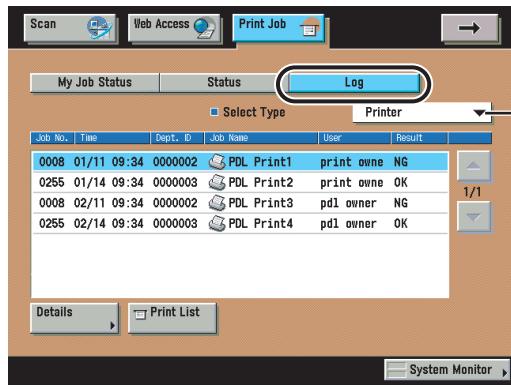 Scan Web Access Print Job
My Job Status Status Log
Select Type Printer
Job No. Time Dept. ID Job Name User Result
0008 01/11 09:34 0000002 PDL Print1 print owne NG
0255 01/14 09:34 0000003 PDL Print2 print owne OK
0008 02/11 09:34 0000002 PDL Print3 pdl owner NG
0255 02/14 09:34 0000003 PDL Print4 pdl owner OK
1/1
Details Print List
System Monitor